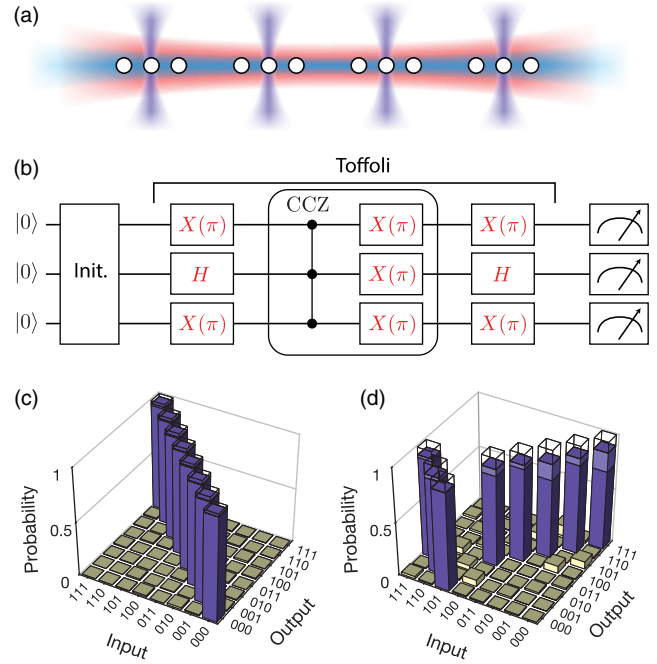 (a)
(b)
Toffoli
CCZ
|0⟩ X(π) X(π) X(π)
|0⟩ Init. H X(π) H
|0⟩ X(π) X(π) X(π)
(c)
Probability
1
0.5
0
111
110
101
100
011
010
001
000
Input
000
001
010
011
100
101
110
111
Output
(d)
Probability
1
0.5
0
111
110
101
100
011
010
001
000
Input
000
001
010
011
100
101
110
111
Output